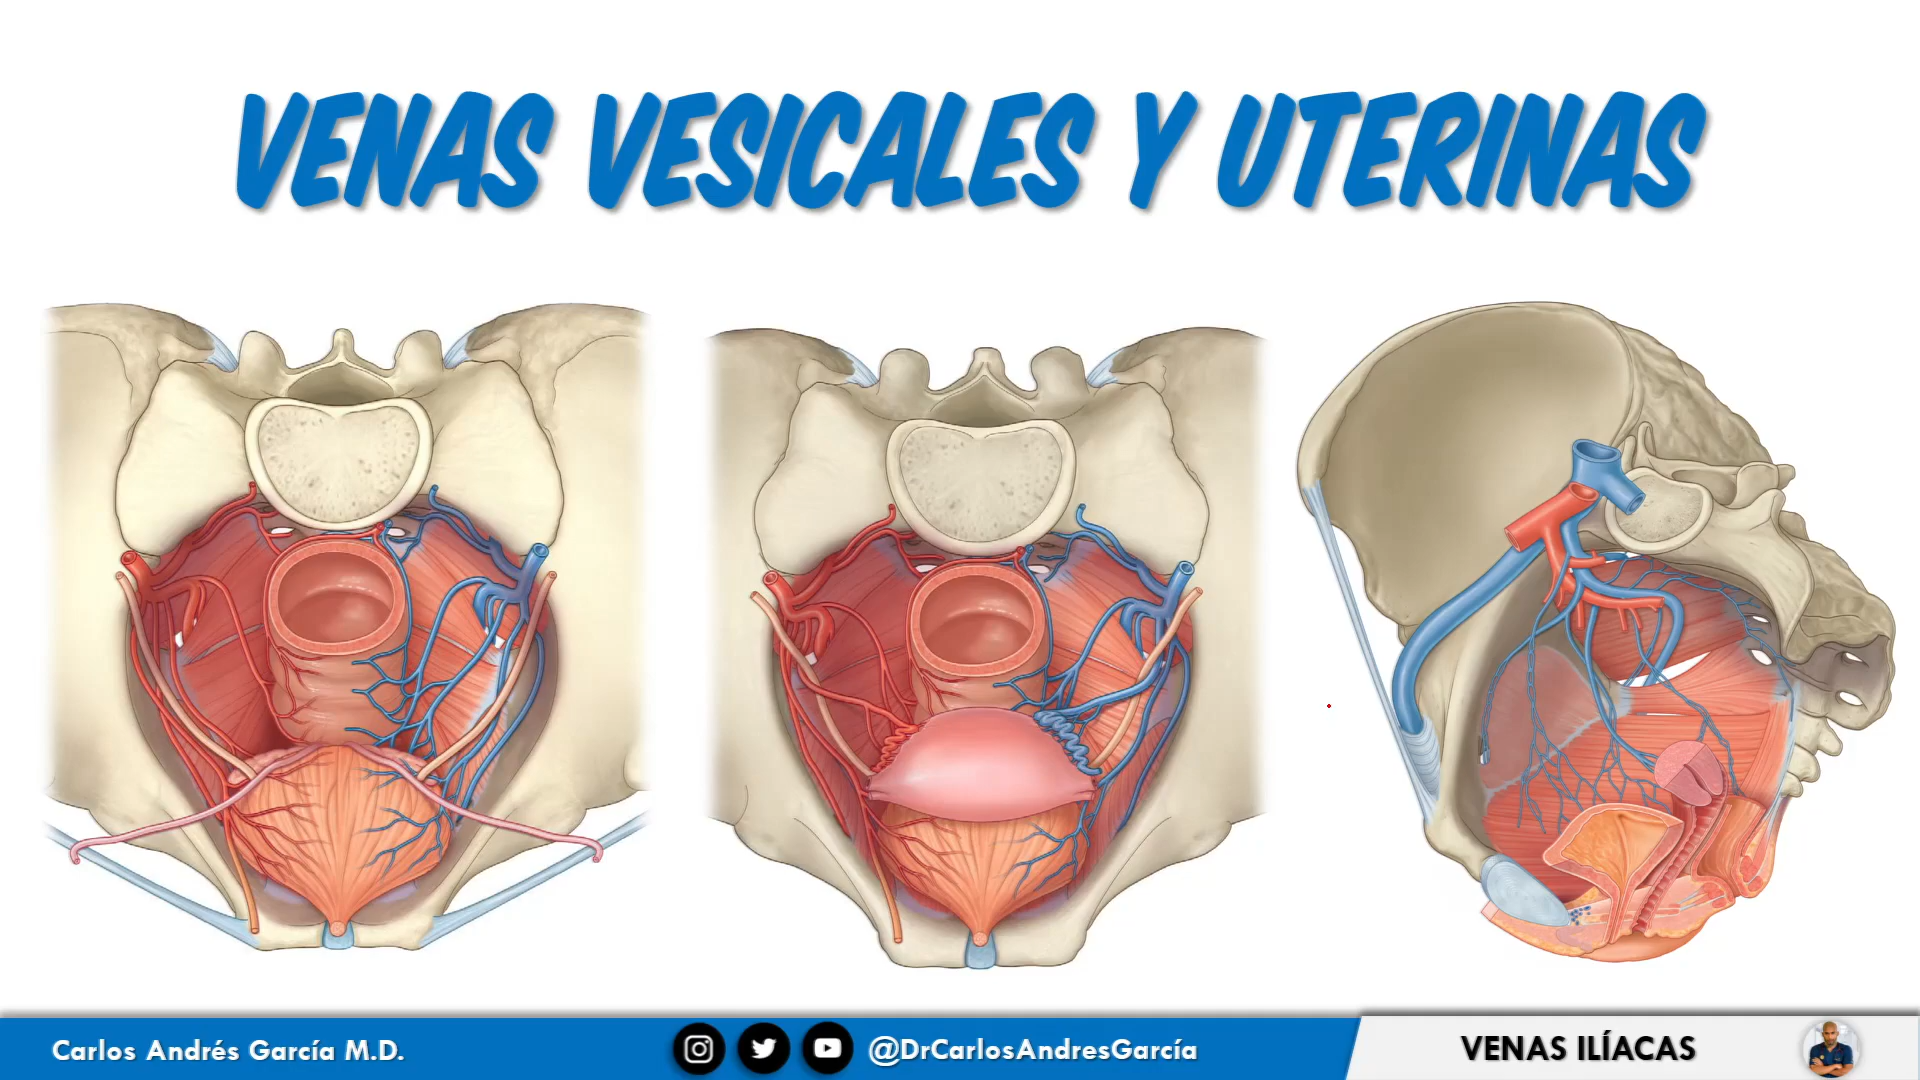 VENAS VESICALES Y UTERINAS
Carlos Andrés García M.D.
@DrCarlosAndresGarcía
VENAS ILÍACAS